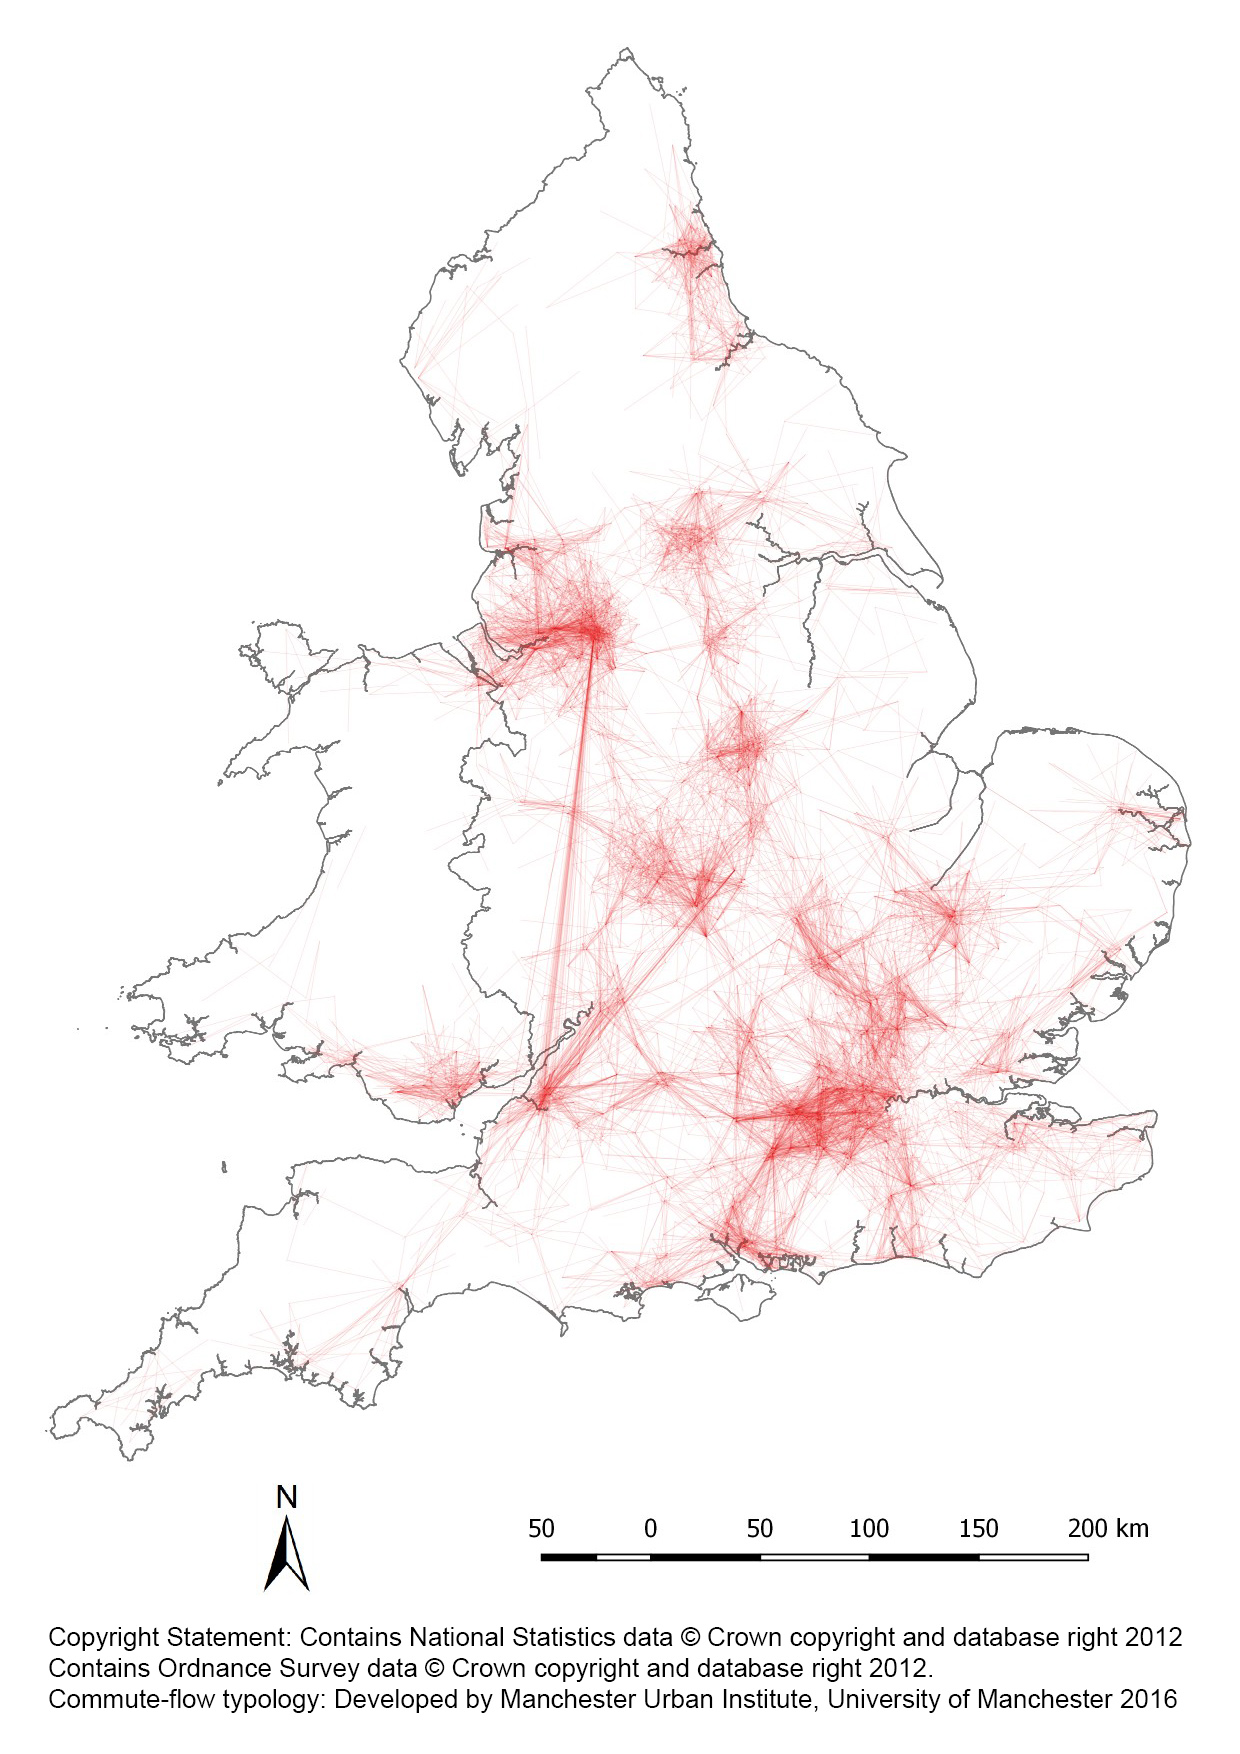 N
50 0 50 100 150 200 km
Copyright Statement: Contains National Statistics data © Crown copyright and database right 2012
Contains Ordnance Survey data © Crown copyright and database right 2012.
Commute-flow typology: Developed by Manchester Urban Institute, University of Manchester 2016